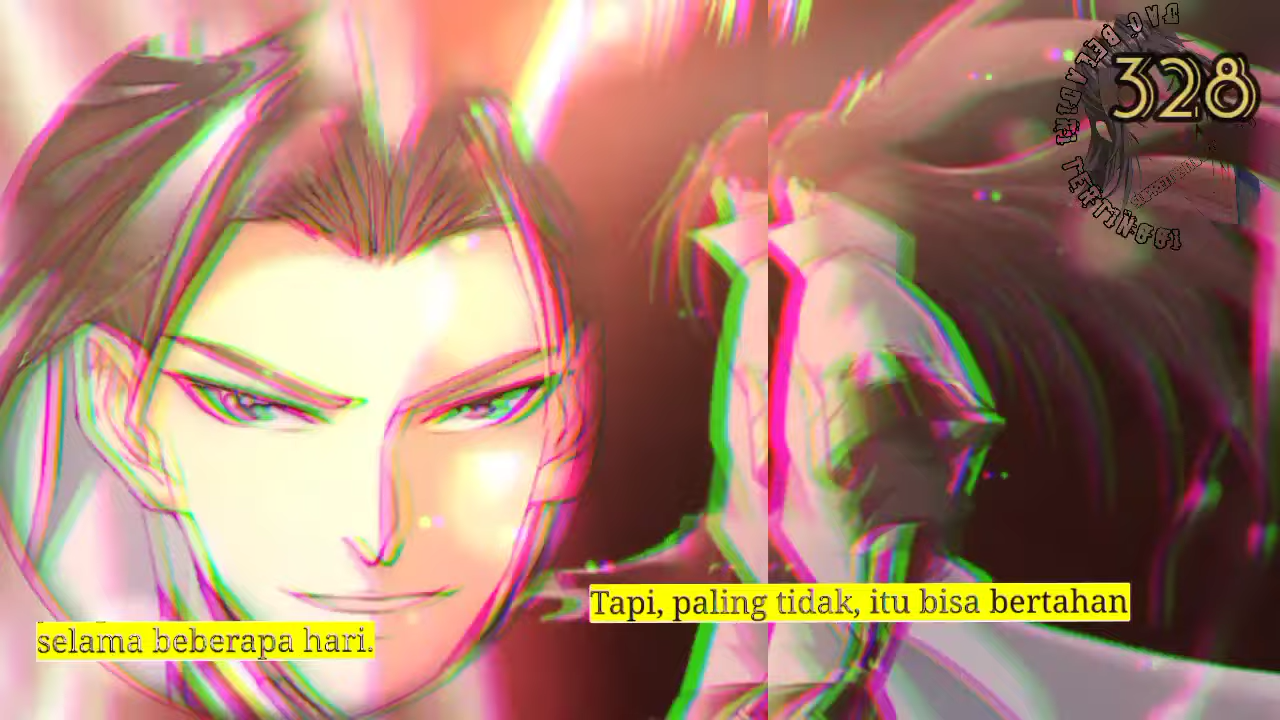 328
Tapi, paling tidak, itu bisa bertahan
selama beberapa hari.